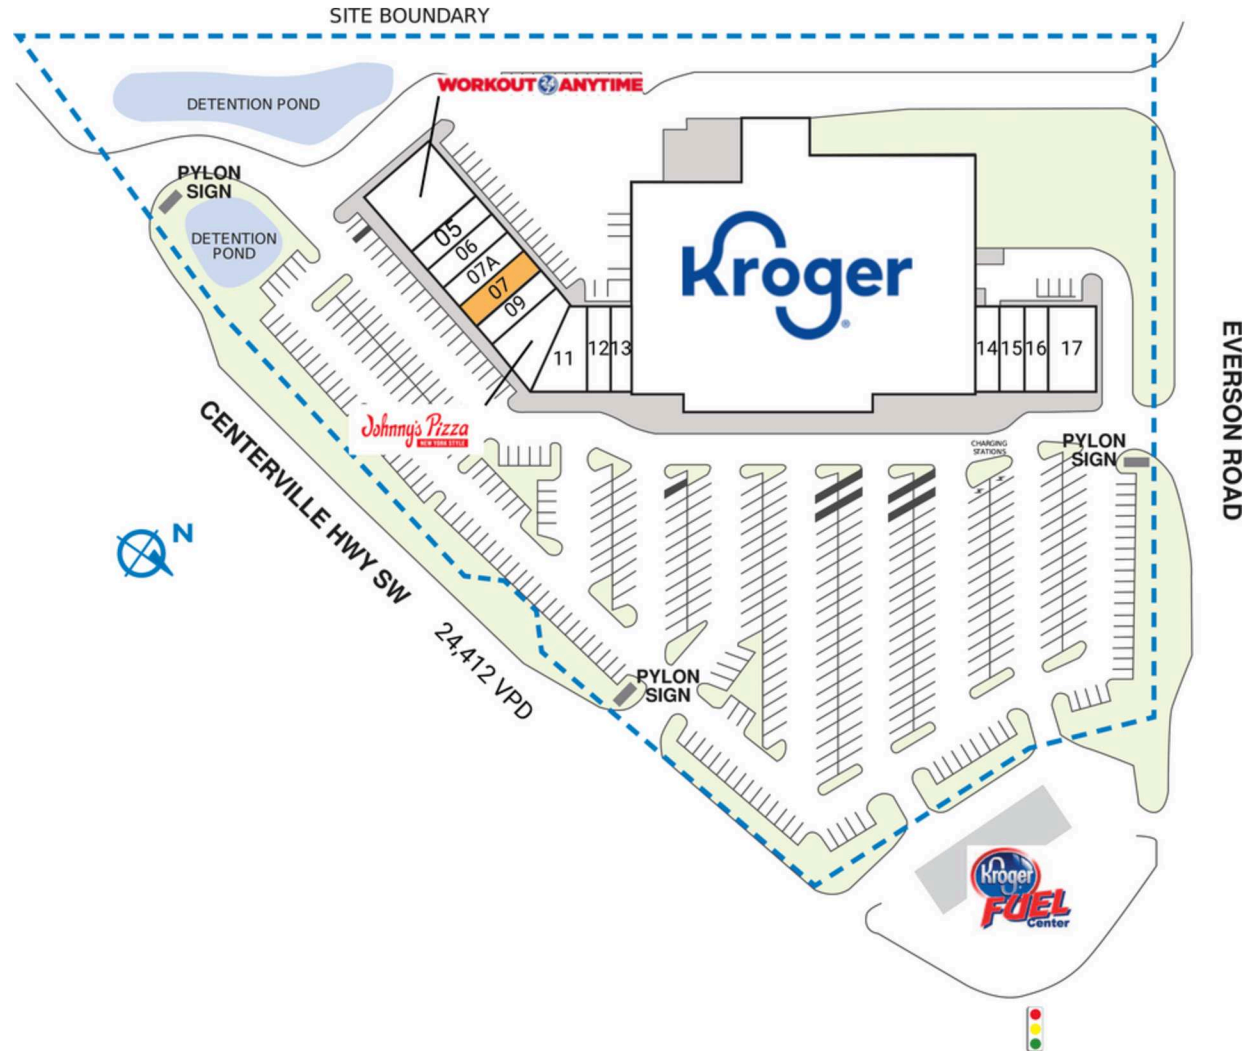 SITE BOUNDARY
WORKOUT 24 ANYTIME
DETENTION POND
PYLON
SIGN
DETENTION
POND
05
06
07A
07
09
11
12
13
Kroger
14
15
16
17
Johnny's Pizza
NEW YORK STYLE
CHARGING
STATIONS
PYLON
SIGN
EVERSON ROAD
CENTERVILLE HWY SW
24,412 VPD
N
PYLON
SIGN
Kroger
FUEL
Center